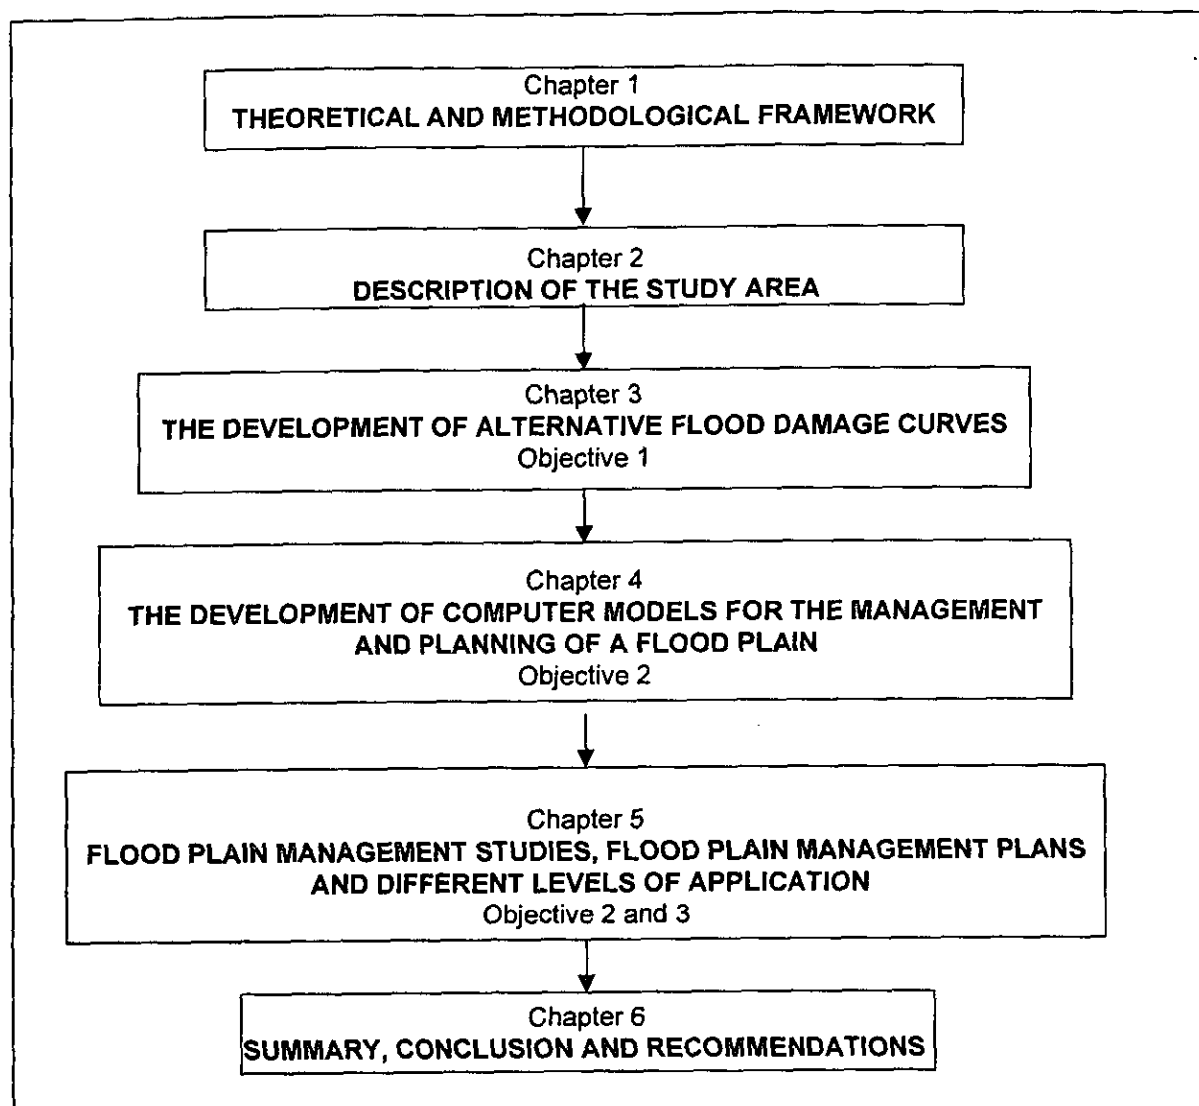 Chapter 1
THEORETICAL AND METHODOLOGICAL FRAMEWORK
Chapter 2
DESCRIPTION OF THE STUDY AREA
Chapter 3
THE DEVELOPMENT OF ALTERNATIVE FLOOD DAMAGE CURVES
Objective 1
Chapter 4
THE DEVELOPMENT OF COMPUTER MODELS FOR THE MANAGEMENT
AND PLANNING OF A FLOOD PLAIN
Objective 2
Chapter 5
FLOOD PLAIN MANAGEMENT STUDIES, FLOOD PLAIN MANAGEMENT PLANS
AND DIFFERENT LEVELS OF APPLICATION
Objective 2 and 3
Chapter 6
SUMMARY, CONCLUSION AND RECOMMENDATIONS